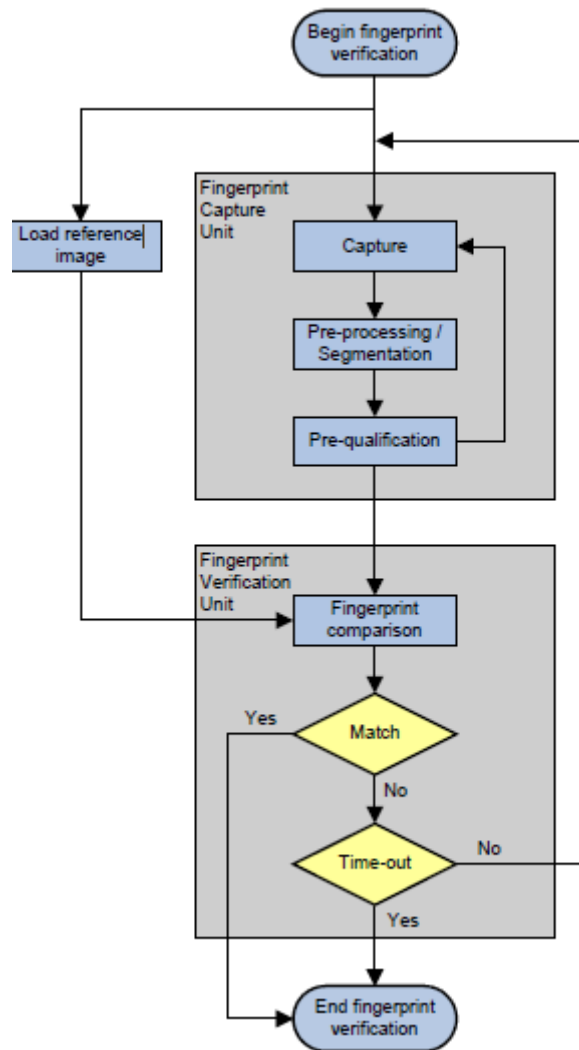 Begin fingerprint
verification
Fingerprint
Capture
Unit
Load reference
image
Capture
Pre-processing /
Segmentation
Pre-qualification
Fingerprint
Verification
Unit
Fingerprint
comparison
Yes
Match
No
Time-out
No
Yes
End fingerprint
verification